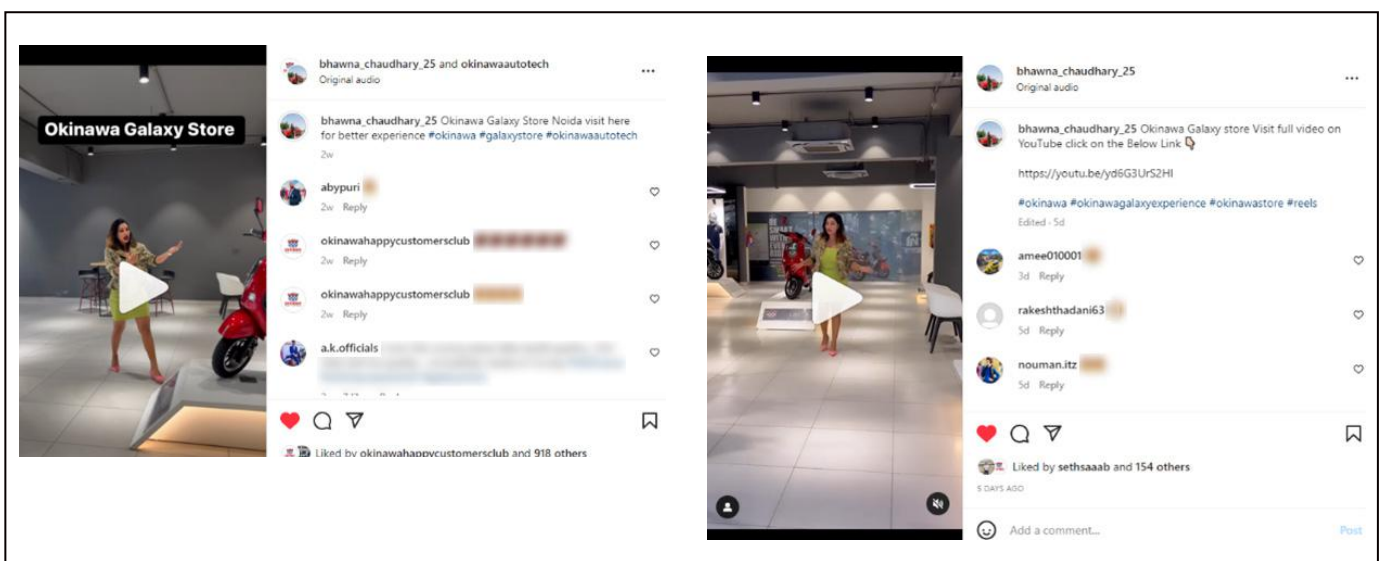 Okinawa Galaxy Store
bhawna_chaudhary_25 and okinawaautotech
Original audio
bhawna_chaudhary_25 Okinawa Galaxy Store Noida visit here
for better experience #okinawa #galaxystore #okinawaautotech
2w
abypuri
2w Reply
okinawahappycustomersclub
2w Reply
okinawahappycustomersclub
2w Reply
a.k.officials
Liked by okinawahappycustomersclub and 918 others
bhawna_chaudhary_25
Original audio
bhawna_chaudhary_25 Okinawa Galaxy store Visit full video on
YouTube click on the Below Link 👇
https://youtu.be/yd6G3UrS2HI
#okinawa #okinawagalaxyexperience #okinawastore #reels
Edited · 5d
amee010001
3d Reply
rakeshthadani63
5d Reply
nouman.itz
5d Reply
Liked by sethsaaab and 154 others
5 DAYS AGO
Add a comment...
Post